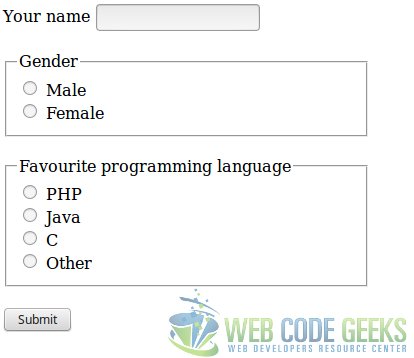 Your name
Gender
Male
Female
Favourite programming language
PHP
Java
C
Other
Submit
WEB CODE GEEKS
WEB DEVELOPERS RESOURCE CENTER